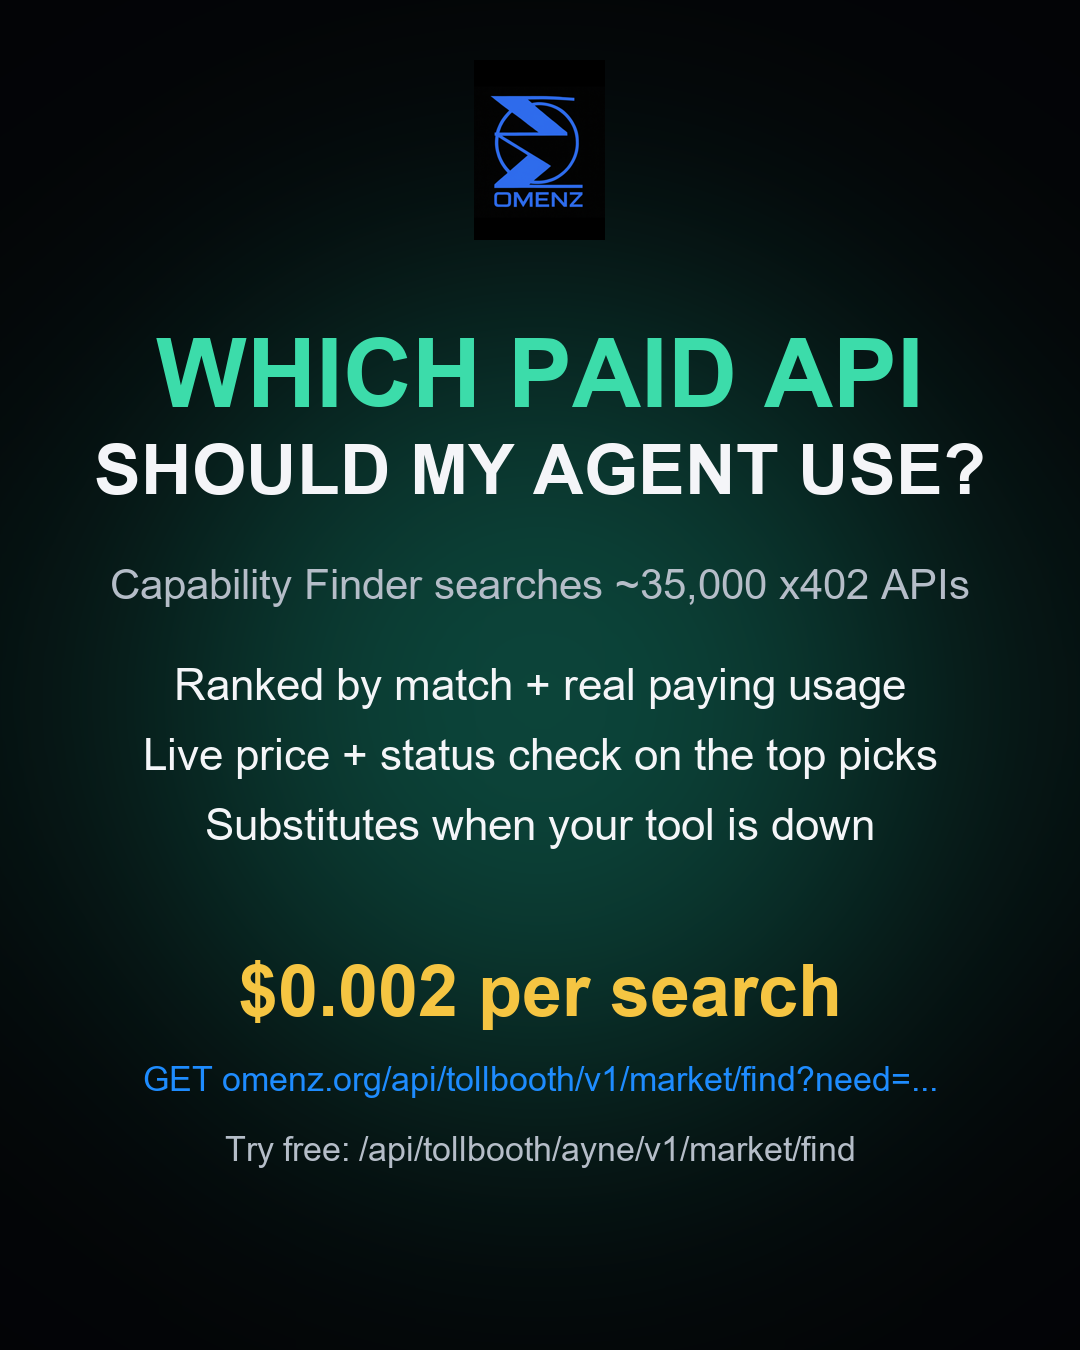 OMENZ
WHICH PAID API
SHOULD MY AGENT USE?
Capability Finder searches ~35,000 x402 APIs
Ranked by match + real paying usage
Live price + status check on the top picks
Substitutes when your tool is down
$0.002 per search
GET omenz.org/api/tollbooth/v1/market/find?need=...
Try free: /api/tollbooth/ayne/v1/market/find